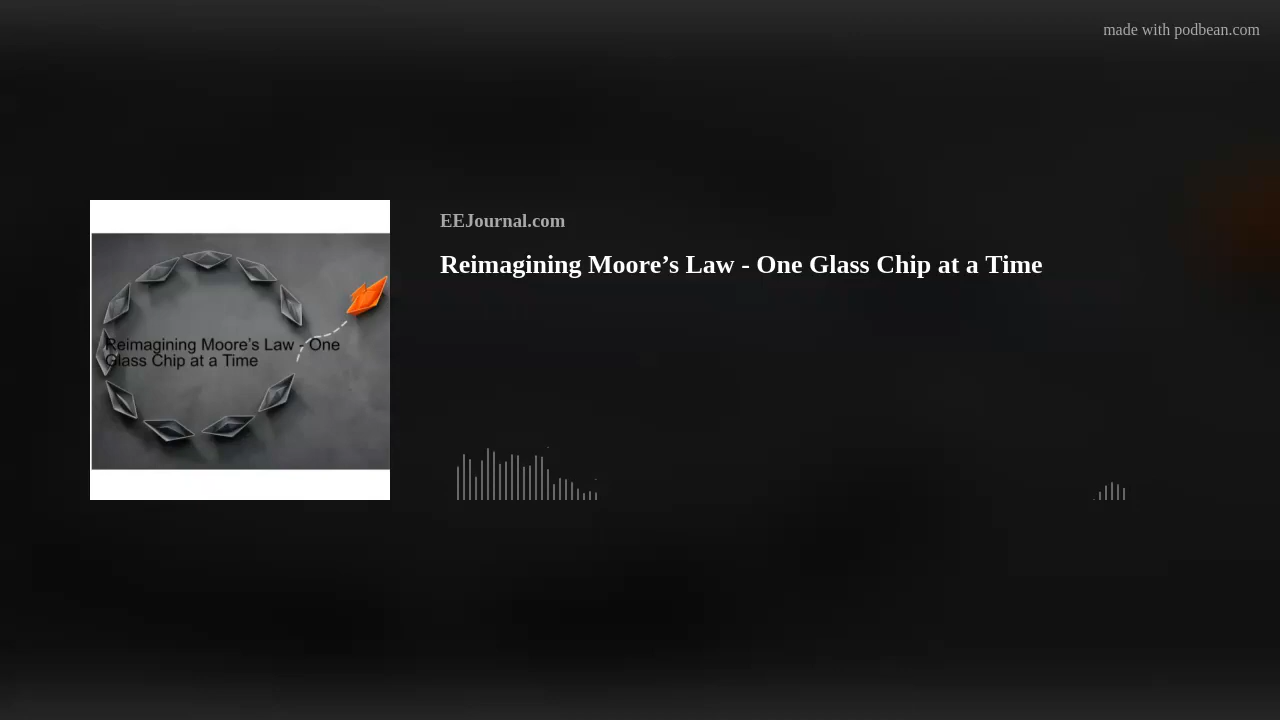 made with podbean.com
EEJournal.com
Reimagining Moore’s Law - One Glass Chip at a Time
Reimagining Moore’s Law - One
Glass Chip at a Time